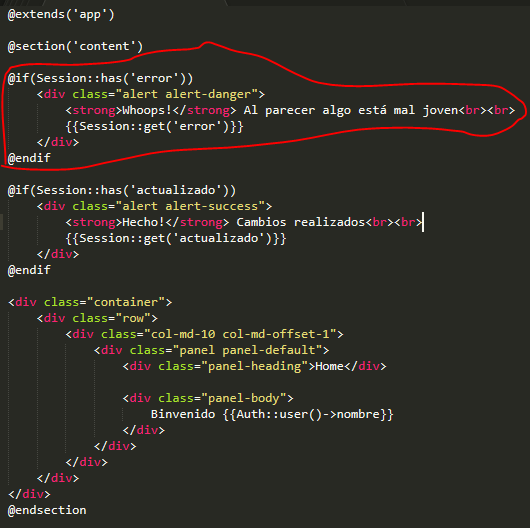 @extends('app')
@section('content')
@if(Session::has('error'))
<div class="alert alert-danger">
<strong>Whoops!</strong> Al parecer algo está mal joven<br><br>
{{Session::get('error')}}
</div>
@endif
@if(Session::has('actualizado'))
<div class="alert alert-success">
<strong>Hecho!</strong> Cambios realizados<br><br>
{{Session::get('actualizado')}}
</div>
@endif
<div class="container">
<div class="row">
<div class="col-md-10 col-md-offset-1">
<div class="panel panel-default">
<div class="panel-heading">Home</div>
<div class="panel-body">
Binvenido {{Auth::user()->nombre}}
</div>
</div>
</div>
</div>
</div>
@endsection